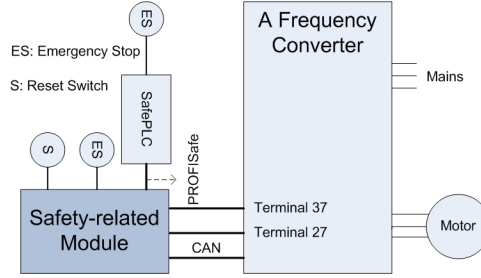 ES
A Frequency
Converter
ES: Emergency Stop
S: Reset Switch
SafePLC
Mains
PROFISafe
S
ES
Safety-related
Module
Terminal 37
Terminal 27
CAN
Motor